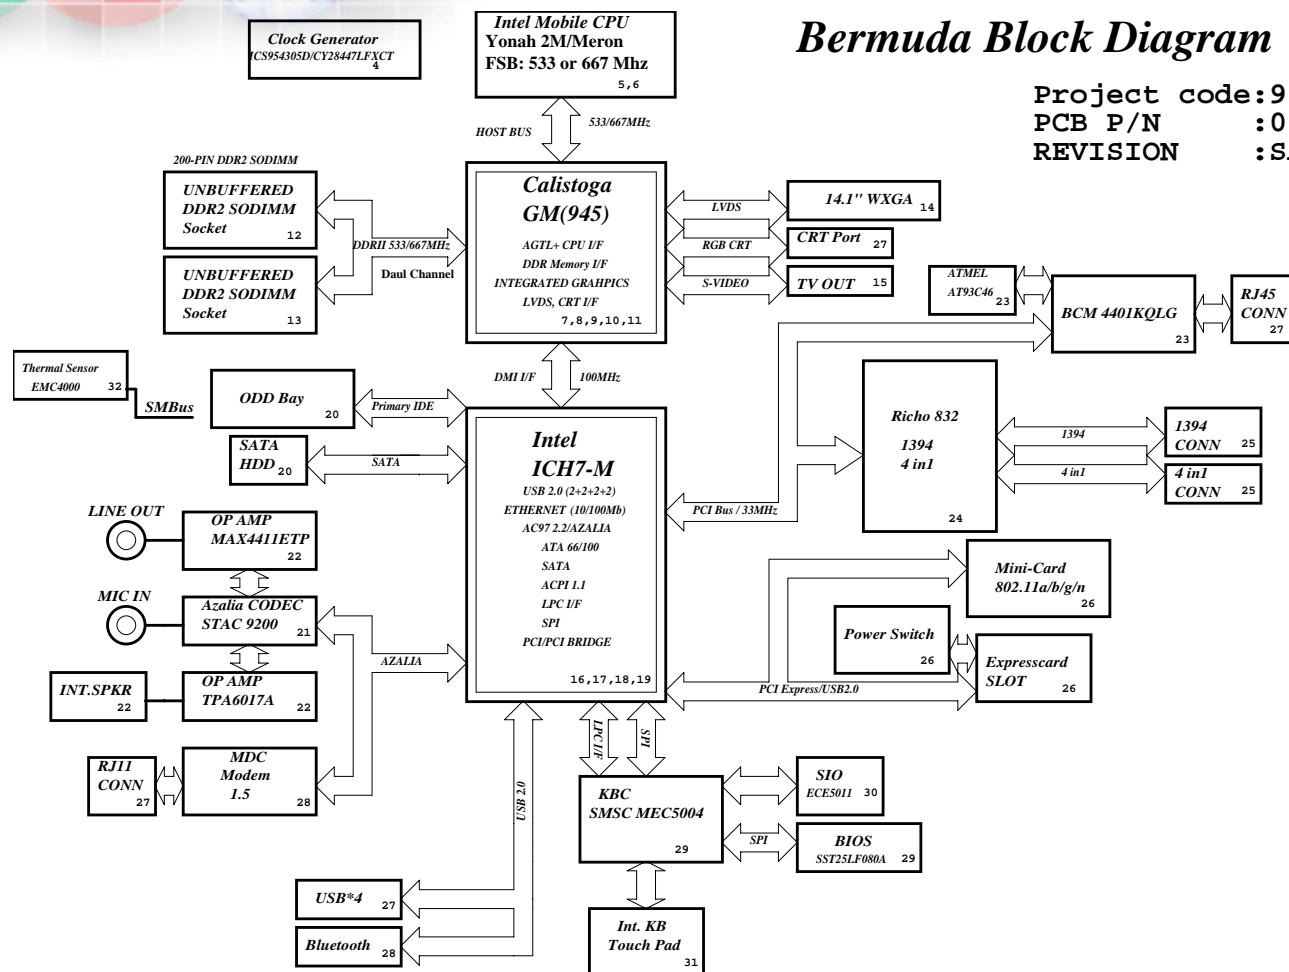 Bermuda Block Diagram
Project code:9
PCB P/N :0
REVISION :S
Clock Generator
ICS954305D/CY28447LFXCT
4
Intel Mobile CPU
Yonah 2M/Meron
FSB: 533 or 667 Mhz
5,6
HOST BUS
533/667MHz
200-PIN DDR2 SODIMM
UNBUFFERED
DDR2 SODIMM
Socket
12
UNBUFFERED
DDR2 SODIMM
Socket
13
DDRII 533/667MHz
Daul Channel
Calistoga
GM(945)
AGTL+ CPU I/F
DDR Memory I/F
INTEGRATED GRAHPICS
LVDS, CRT I/F
7,8,9,10,11
LVDS
RGB CRT
S-VIDEO
14.1" WXGA
14
CRT Port
27
TV OUT
15
ATMEL
AT93C46
23
BCM 4401KQLG
23
RJ45
CONN
27
Thermal Sensor
EMC4000
32
SMBus
ODD Bay
20
Primary IDE
SATA
HDD
20
SATA
DMI I/F
100MHz
Intel
ICH7-M
USB 2.0 (2+2+2+2)
ETHERNET (10/100Mb)
AC97 2.2/AZALIA
ATA 66/100
SATA
ACPI 1.1
LPC I/F
SPI
PCI/PCI BRIDGE
16,17,18,19
PCI Bus / 33MHz
Richo 832
1394
4 in1
24
1394
4 in1
1394
CONN
25
4 in1
CONN
25
LINE OUT
OP AMP
MAX4411ETP
22
MIC IN
Azalia CODEC
STAC 9200
21
INT.SPKR
22
OP AMP
TPA6017A
22
AZALIA
RJ11
CONN
27
MDC
Modem
1.5
28
Mini-Card
802.11a/b/g/n
26
Power Switch
26
Expresscard
SLOT
26
PCI Express/USB2.0
USB 2.0
LPC I/F
SPI
KBC
SMSC MEC5004
29
SIO
ECE5011
30
SPI
BIOS
SST25LF080A
29
USB*4
27
Bluetooth
28
Int. KB
Touch Pad
31